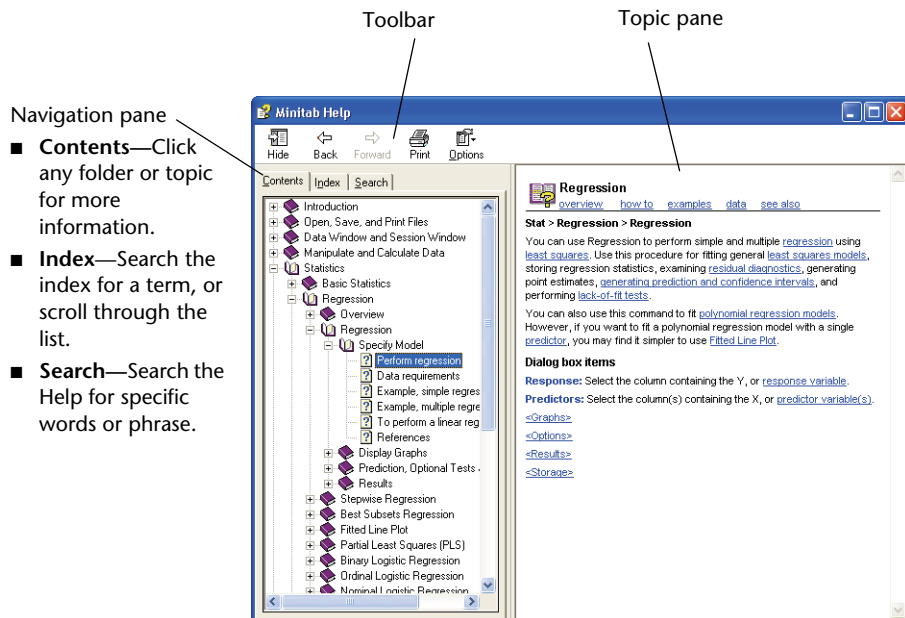 Toolbar
Topic pane
Navigation pane
■ Contents—Click
any folder or topic
for more
information.
■ Index—Search the
index for a term, or
scroll through the
list.
■ Search—Search the
Help for specific
words or phrase.
Minitab Help
Hide Back Forward Print Options
Contents Index Search
Introduction
Open, Save, and Print Files
Data Window and Session Window
Manipulate and Calculate Data
Statistics
Basic Statistics
Regression
Overview
Regression
Specify Model
Perform regression
Data requirements
Example, simple regres
Example, multiple regre
To perform a linear reg
References
Display Graphs
Prediction, Optional Tests
Results
Stepwise Regression
Best Subsets Regression
Fitted Line Plot
Partial Least Squares (PLS)
Binary Logistic Regression
Ordinal Logistic Regression
Nominal Logistic Regression
Regression
overview how to examples data see also
Stat > Regression > Regression
You can use Regression to perform simple and multiple regression using
least squares. Use this procedure for fitting general least squares models,
storing regression statistics, examining residual diagnostics, generating
point estimates, generating prediction and confidence intervals, and
performing lack-of-fit tests.
You can also use this command to fit polynomial regression models.
However, if you want to fit a polynomial regression model with a single
predictor, you may find it simpler to use Fitted Line Plot.
Dialog box items
Response: Select the column containing the Y, or response variable.
Predictors: Select the column(s) containing the X, or predictor variable(s).
<Graphs>
<Options>
<Results>
<Storage>